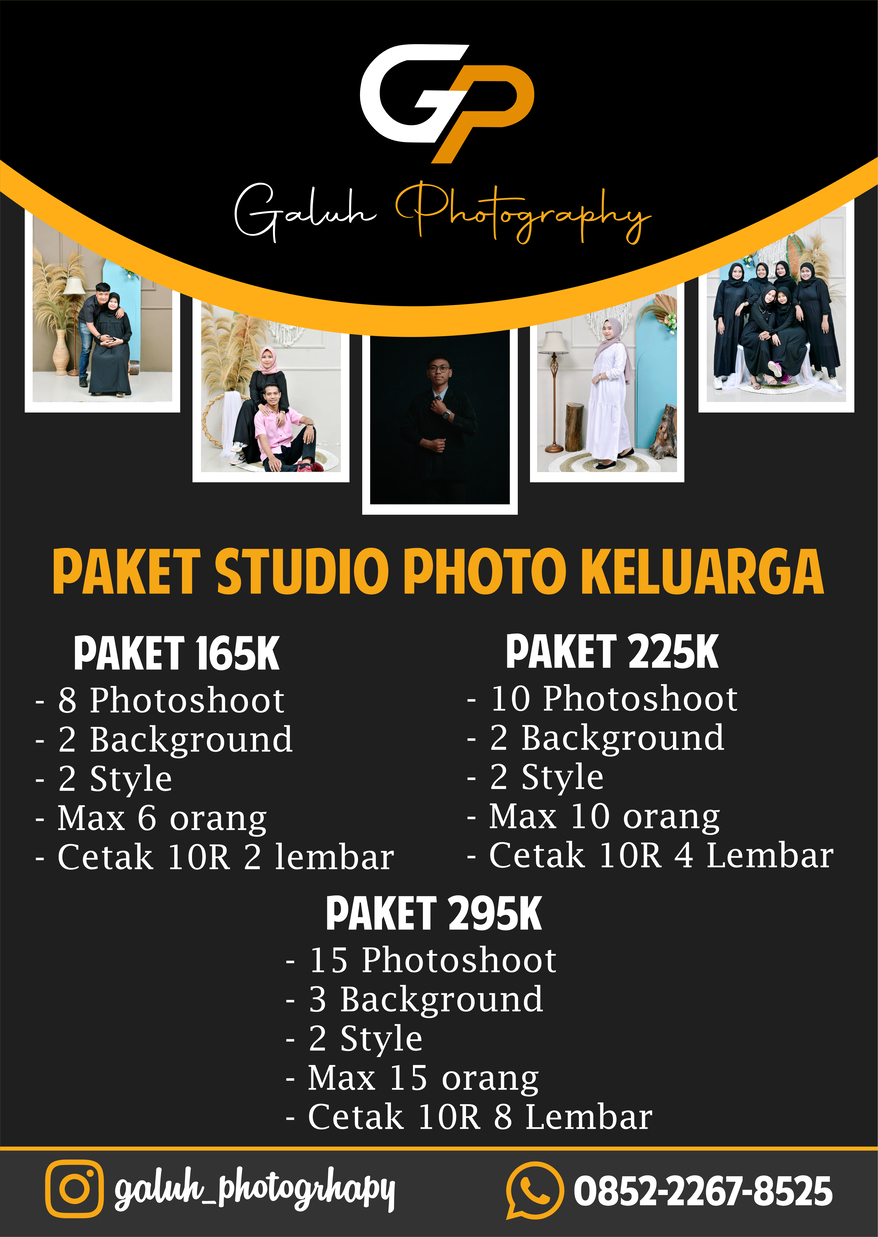 GP
Galuh Photography
PAKET STUDIO PHOTO KELUARGA
PAKET 165K
- 8 Photoshoot
- 2 Background
- 2 Style
- Max 6 orang
- Cetak 10R 2 lembar
PAKET 225K
- 10 Photoshoot
- 2 Background
- 2 Style
- Max 10 orang
- Cetak 10R 4 Lembar
PAKET 295K
- 15 Photoshoot
- 3 Background
- 2 Style
- Max 15 orang
- Cetak 10R 8 Lembar
galuh_photogrhapy
0852-2267-8525